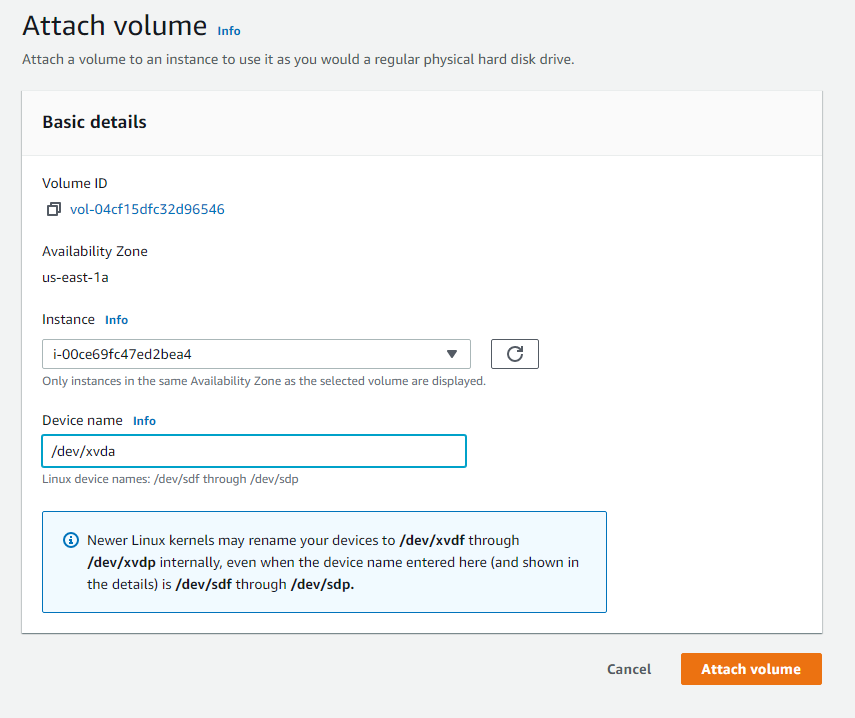 Attach volume Info
Attach a volume to an instance to use it as you would a regular physical hard disk drive.
Basic details
Volume ID
vol-04cf15dfc32d96546
Availability Zone
us-east-1a
Instance Info
i-00ce69fc47ed2bea4
Only instances in the same Availability Zone as the selected volume are displayed.
Device name Info
/dev/xvda
Linux device names: /dev/sdf through /dev/sdp
Newer Linux kernels may rename your devices to /dev/xvdf through
/dev/xvdp internally, even when the device name entered here (and shown in
the details) is /dev/sdf through /dev/sdp.
Cancel Attach volume